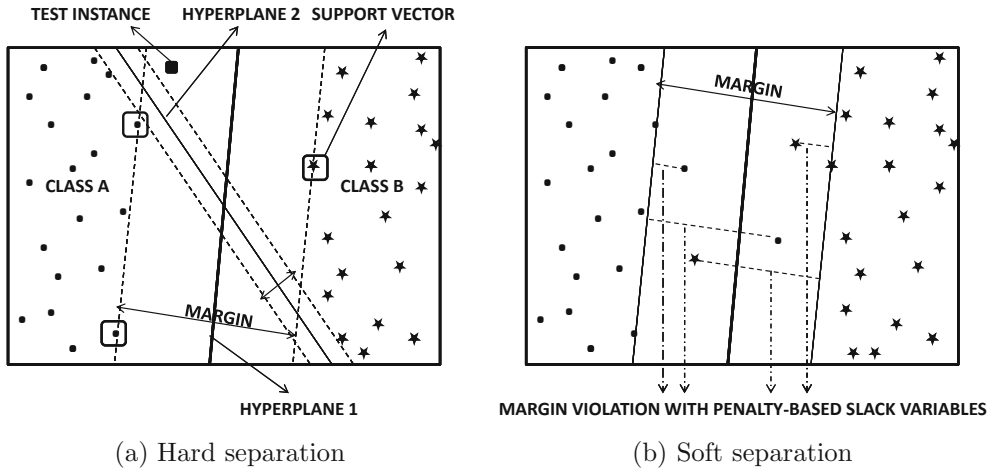 TEST INSTANCE HYPERPLANE 2 SUPPORT VECTOR
CLASS A
CLASS B
MARGIN
HYPERPLANE 1
(a) Hard separation
MARGIN
MARGIN VIOLATION WITH PENALTY-BASED SLACK VARIABLES
(b) Soft separation